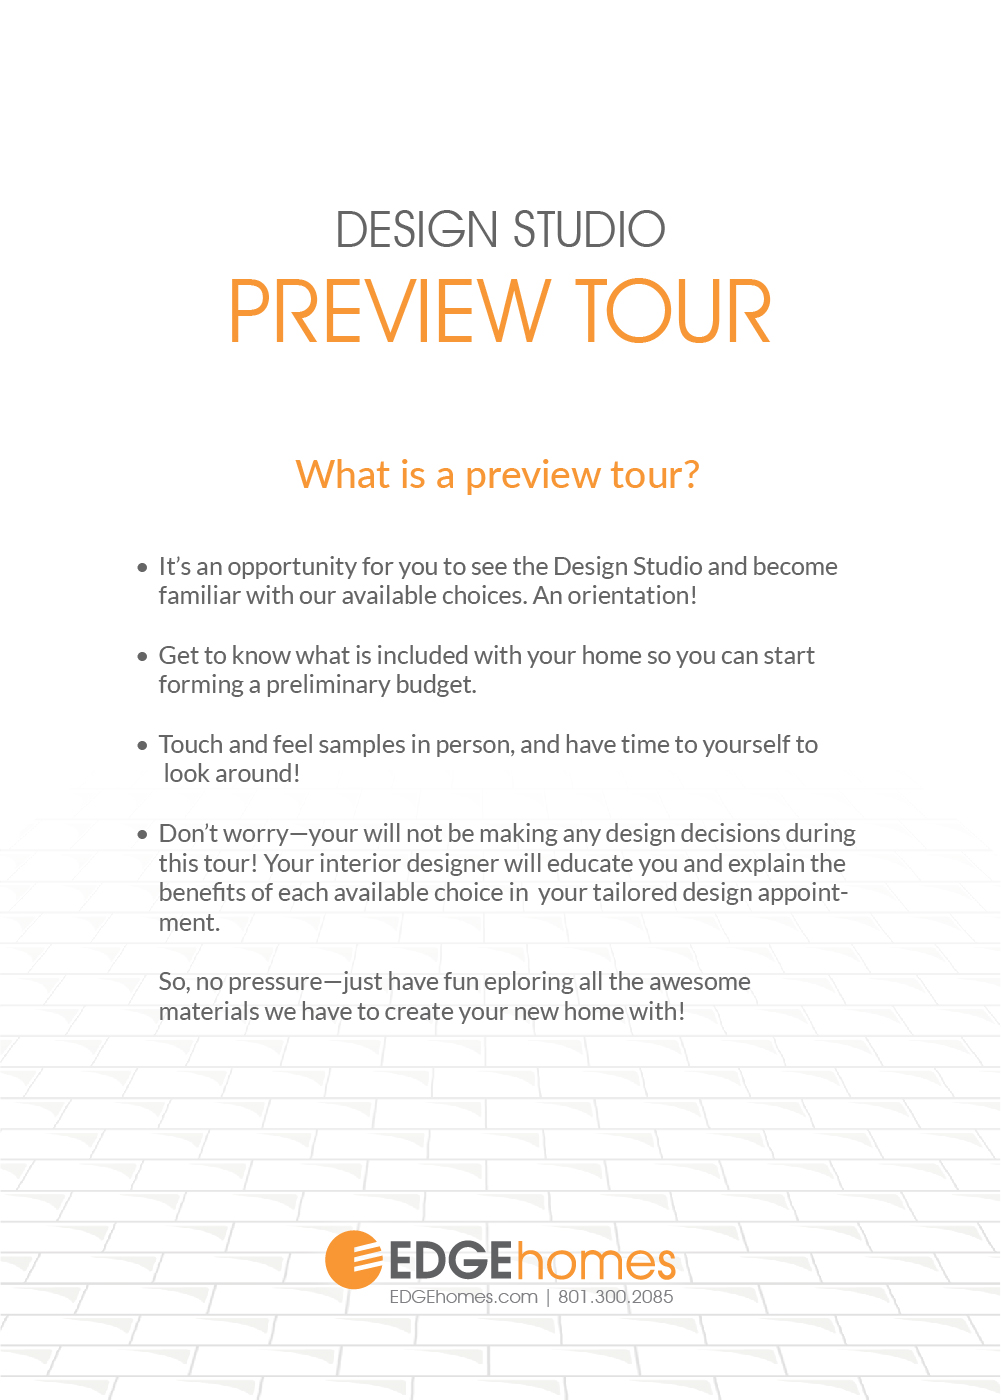 DESIGN STUDIO
PREVIEW TOUR
What is a preview tour?
• It’s an opportunity for you to see the Design Studio and become
familiar with our available choices. An orientation!
• Get to know what is included with your home so you can start
forming a preliminary budget.
• Touch and feel samples in person, and have time to yourself to
look around!
• Don’t worry—your will not be making any design decisions during
this tour! Your interior designer will educate you and explain the
benefits of each available choice in your tailored design appoint-
ment.
So, no pressure—just have fun eploring all the awesome
materials we have to create your new home with!
EDGEhomes
EDGEhomes.com | 801.300.2085